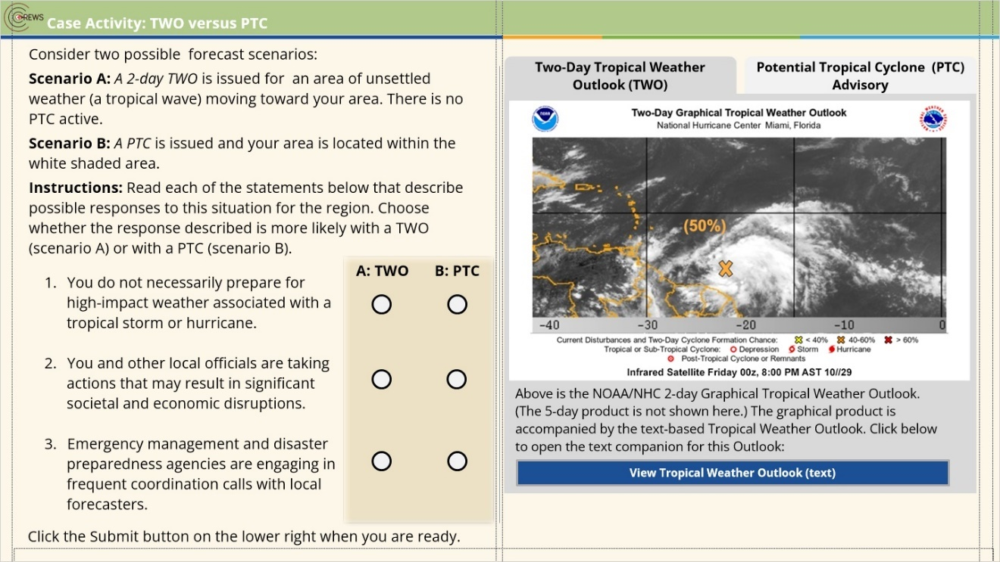 CREWS
Case Activity: TWO versus PTC
Consider two possible forecast scenarios:
Scenario A: A 2-day TWO is issued for an area of unsettled
weather (a tropical wave) moving toward your area. There is no
PTC active.
Scenario B: A PTC is issued and your area is located within the
white shaded area.
Instructions: Read each of the statements below that describe
possible responses to this situation for the region. Choose
whether the response described is more likely with a TWO
(scenario A) or with a PTC (scenario B).
A: TWO B: PTC
1. You do not necessarily prepare for
high-impact weather associated with a
tropical storm or hurricane.
2. You and other local officials are taking
actions that may result in significant
societal and economic disruptions.
3. Emergency management and disaster
preparedness agencies are engaging in
frequent coordination calls with local
forecasters.
Click the Submit button on the lower right when you are ready.
Two-Day Tropical Weather
Outlook (TWO)
Potential Tropical Cyclone (PTC)
Advisory
NOAA
Two-Day Graphical Tropical Weather Outlook
National Hurricane Center Miami, Florida
(50%)
-40 -30 -20 -10 0
Current Disturbances and Two-Day Cyclone Formation Chance: < 40% 40-60% > 60%
Tropical or Sub-Tropical Cyclone: Depression Storm Hurricane
Post-Tropical Cyclone or Remnants
Infrared Satellite Friday 00z, 8:00 PM AST 10//29
Above is the NOAA/NHC 2-day Graphical Tropical Weather Outlook.
(The 5-day product is not shown here.) The graphical product is
accompanied by the text-based Tropical Weather Outlook. Click below
to open the text companion for this Outlook:
View Tropical Weather Outlook (text)